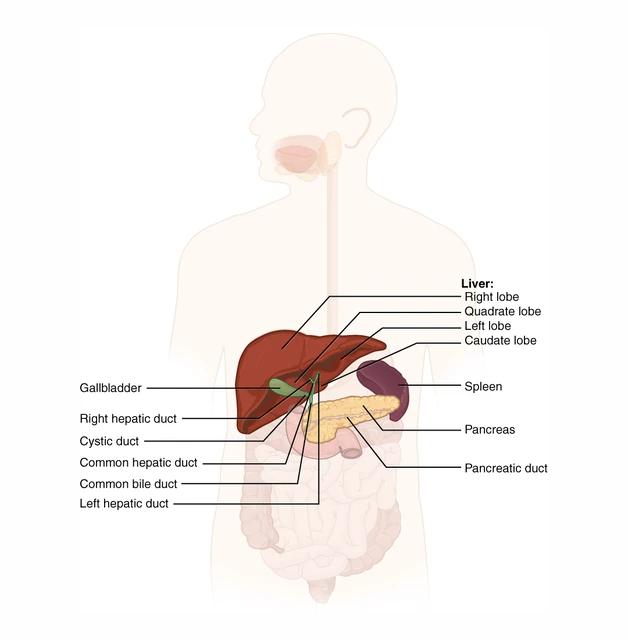 Liver:
Right lobe
Quadrate lobe
Left lobe
Caudate lobe
Gallbladder
Spleen
Right hepatic duct
Pancreas
Cystic duct
Common hepatic duct
Pancreatic duct
Common bile duct
Left hepatic duct